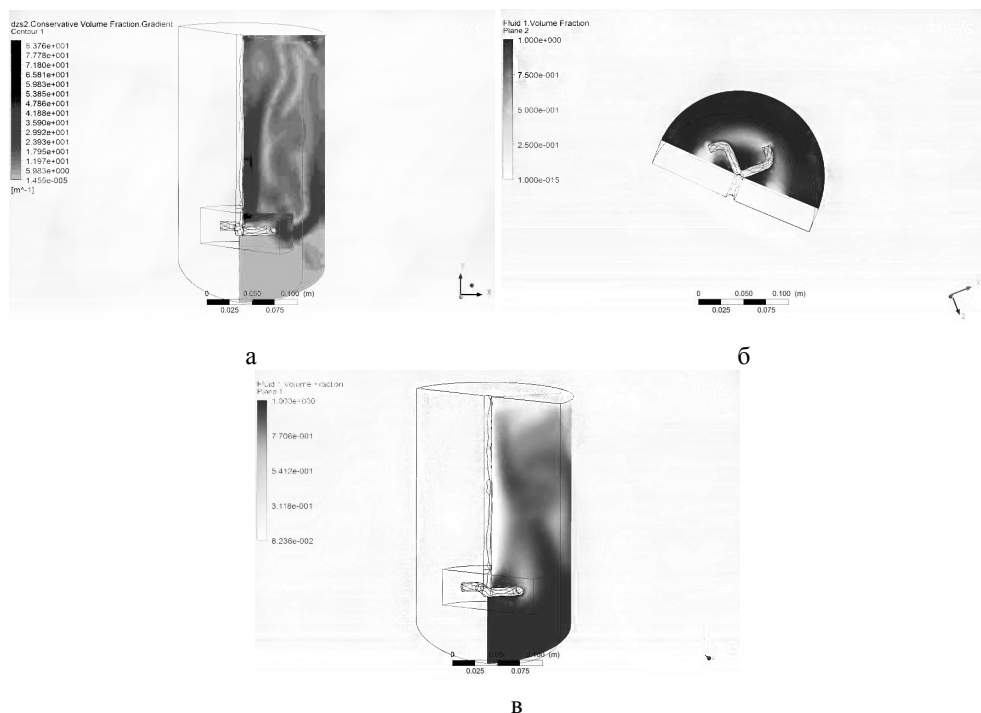 dzs2.Conservative Volume Fraction.Gradient
Contour 1
8.376e+001
7.778e+001
7.180e+001
6.581e+001
5.983e+001
5.385e+001
4.786e+001
4.188e+001
3.590e+001
2.992e+001
2.393e+001
1.795e+001
1.197e+001
5.983e+000
1.455e-005
[m^-1]
0 0.050 0.100 (m)
0.025 0.075
Y
X
а
Fluid 1.Volume Fraction
Plane 2
1.000e+000
7.500e-001
5.000e-001
2.500e-001
1.000e-015
0 0.050 0.100 (m)
0.025 0.075
X
Z
б
Fluid 1.Volume Fraction
Plane 1
1.000e+000
7.706e-001
5.412e-001
3.118e-001
8.236e-002
0 0.100 (m)
0.025 0.075
в